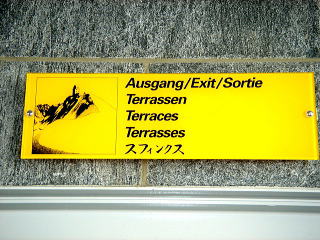 Ausgang/Exit/Sortie
Terrassen
Terraces
Terrasses
スフィンクス